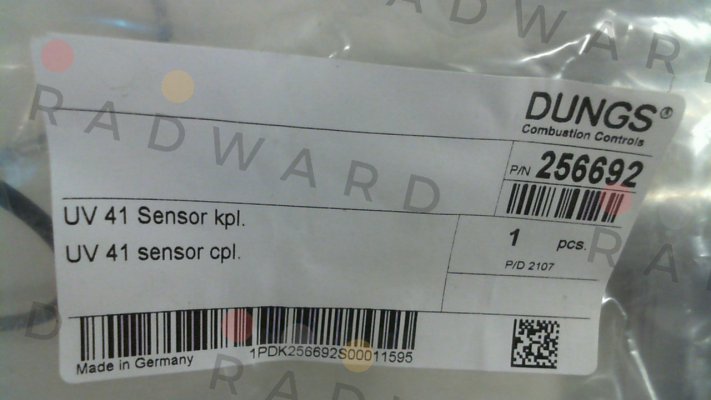 RADWARD
DUNGS®
Combustion Controls
P/N 256692
RADWARD
UV 41 Sensor kpl.
UV 41 sensor cpl.
1 pcs.
P/D 2107
1PDK256692S00011595
Made in Germany